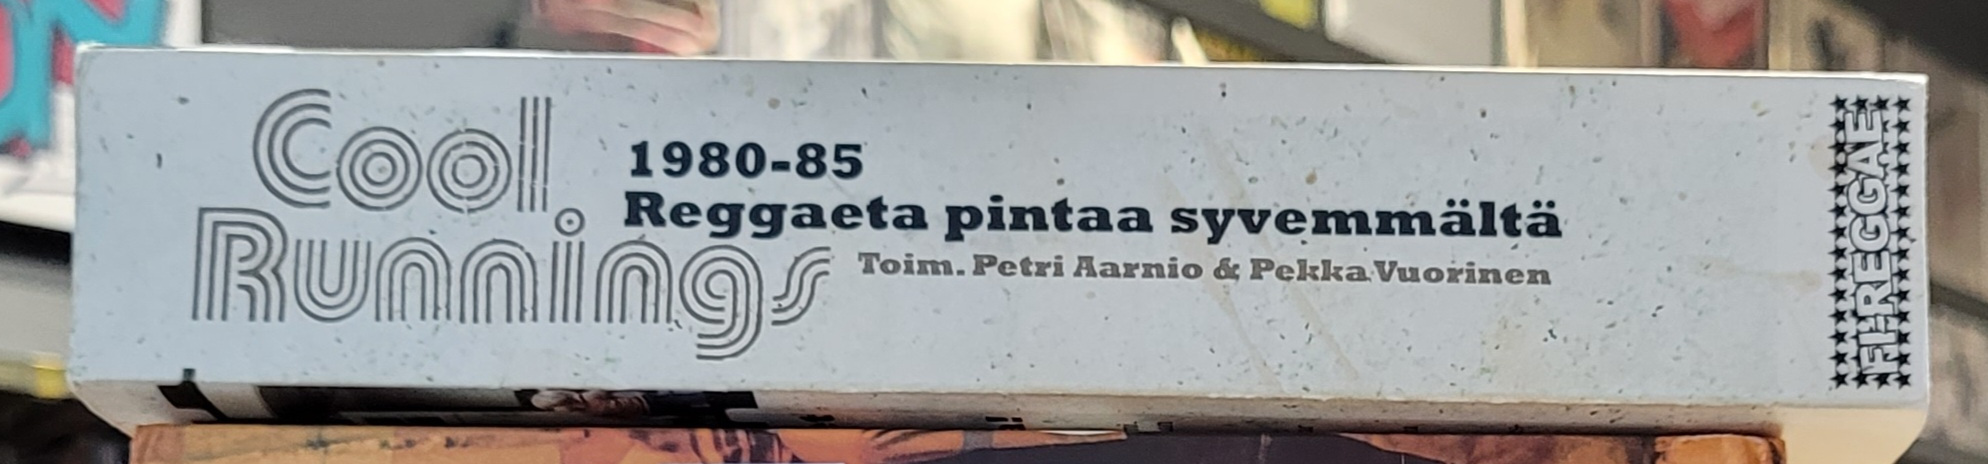 Cool
Runnings
1980-85
Reggaeta pintaa syvemmältä
Toim. Petri Aarnio & Pekka Vuorinen
FI-REGGAE